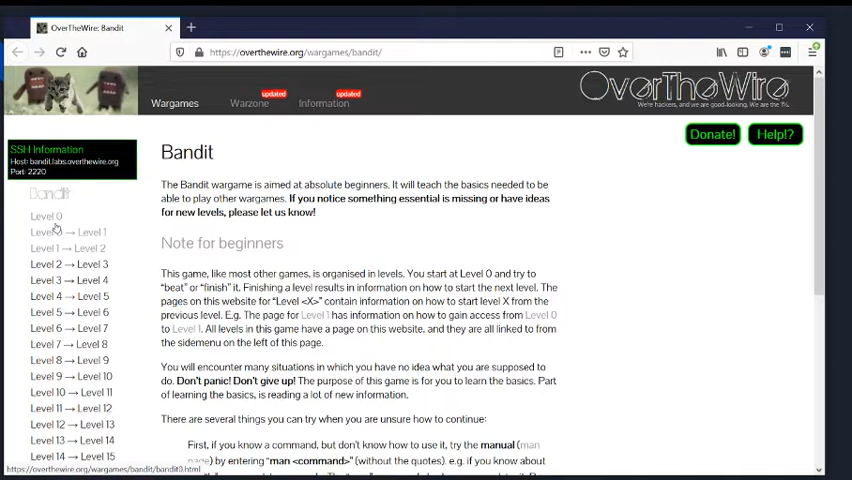 OverTheWire: Bandit
https://overthewire.org/wargames/bandit/
Wargames
Warzone
updated
Information
updated
OverTheWire
We're hackers, and we are good-looking. We are the 1%.
Donate!
Help!?
SSH Information
Host: bandit.labs.overthewire.org
Port: 2220
Bandit
Level 0
Level 0 → Level 1
Level 1 → Level 2
Level 2 → Level 3
Level 3 → Level 4
Level 4 → Level 5
Level 5 → Level 6
Level 6 → Level 7
Level 7 → Level 8
Level 8 → Level 9
Level 9 → Level 10
Level 10 → Level 11
Level 11 → Level 12
Level 12 → Level 13
Level 13 → Level 14
Level 14 → Level 15
Bandit
The Bandit wargame is aimed at absolute beginners. It will teach the basics needed to be
able to play other wargames. If you notice something essential is missing or have ideas
for new levels, please let us know!
Note for beginners
This game, like most other games, is organised in levels. You start at Level 0 and try to
"beat" or "finish" it. Finishing a level results in information on how to start the next level. The
pages on this website for "Level <X>" contain information on how to start level X from the
previous level. E.g. The page for Level 1 has information on how to gain access from Level 0
to Level 1. All levels in this game have a page on this website, and they are all linked to from
the sidemenu on the left of this page.
You will encounter many situations in which you have no idea what you are supposed to
do. Don't panic! Don't give up! The purpose of this game is for you to learn the basics. Part
of learning the basics, is reading a lot of new information.
There are several things you can try when you are unsure how to continue:
First, if you know a command, but don't know how to use it, try the manual (man
page) by entering "man <command>" (without the quotes). e.g. if you know about
https://overthewire.org/wargames/bandit/bandit0.html